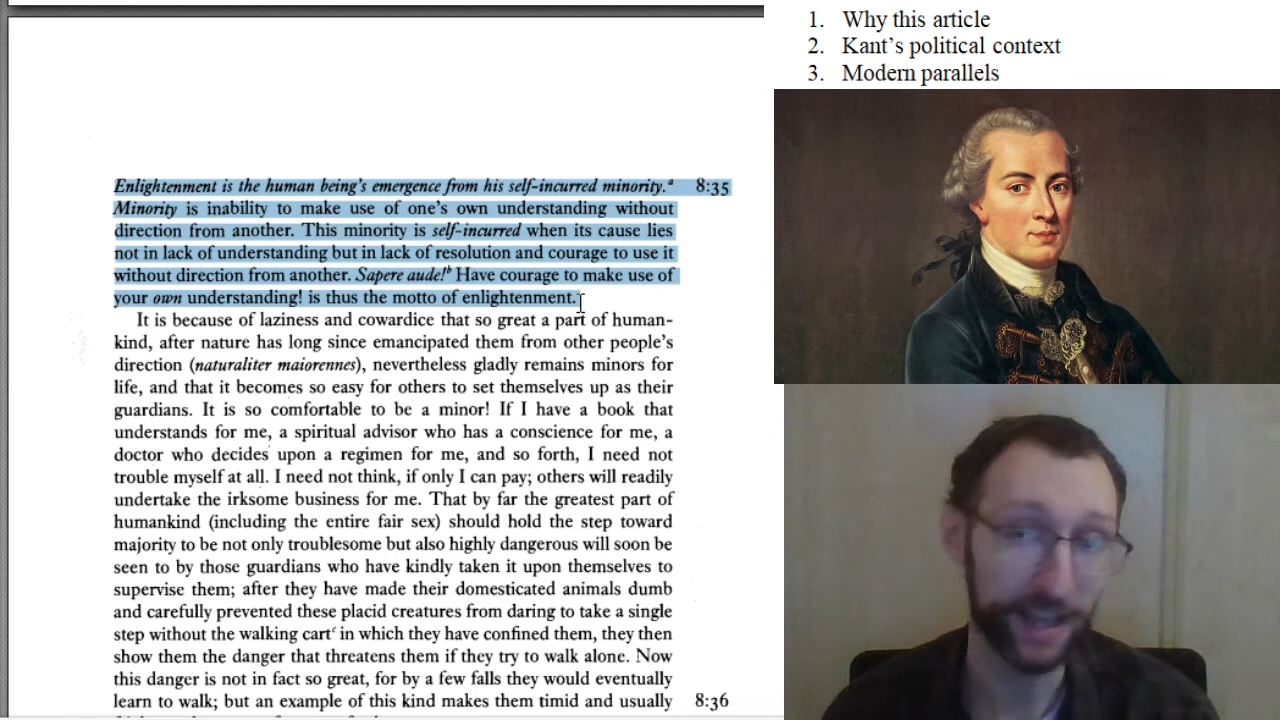 Enlightenment is the human being's emergence from his self-incurred minority.a 8:35
Minority is inability to make use of one's own understanding without
direction from another. This minority is self-incurred when its cause lies
not in lack of understanding but in lack of resolution and courage to use it
without direction from another. Sapere aude!b Have courage to make use of
your own understanding! is thus the motto of enlightenment.
It is because of laziness and cowardice that so great a part of human-
kind, after nature has long since emancipated them from other people's
direction (naturaliter maiorennes), nevertheless gladly remains minors for
life, and that it becomes so easy for others to set themselves up as their
guardians. It is so comfortable to be a minor! If I have a book that
understands for me, a spiritual advisor who has a conscience for me, a
doctor who decides upon a regimen for me, and so forth, I need not
trouble myself at all. I need not think, if only I can pay; others will readily
undertake the irksome business for me. That by far the greatest part of
humankind (including the entire fair sex) should hold the step toward
majority to be not only troublesome but also highly dangerous will soon be
seen to by those guardians who have kindly taken it upon themselves to
supervise them; after they have made their domesticated animals dumb
and carefully prevented these placid creatures from daring to take a single
step without the walking cartc in which they have confined them, they then
show them the danger that threatens them if they try to walk alone. Now
this danger is not in fact so great, for by a few falls they would eventually
learn to walk; but an example of this kind makes them timid and usually 8:36
1. Why this article
2. Kant's political context
3. Modern parallels